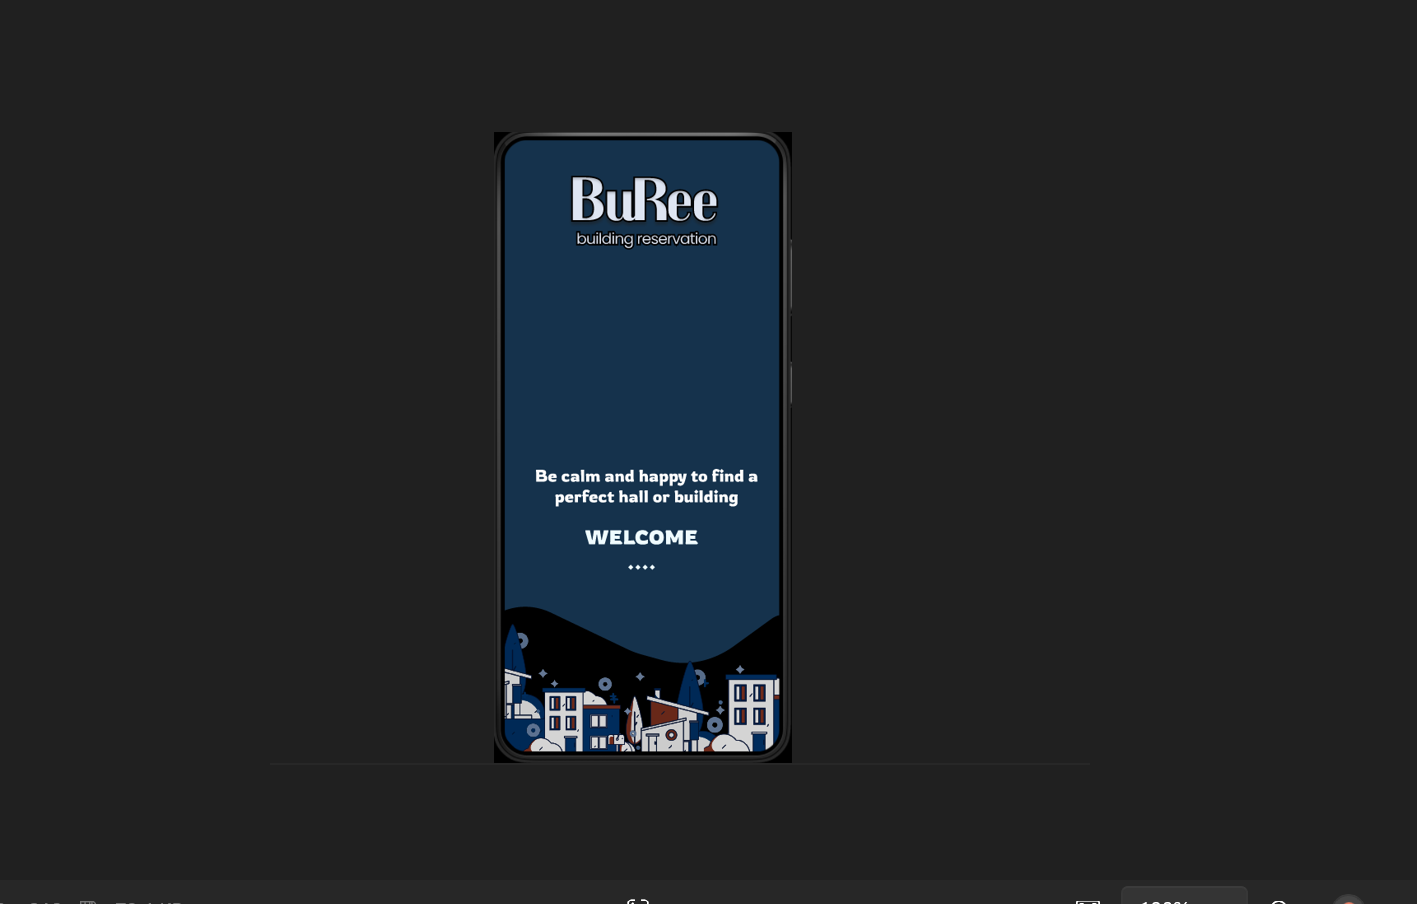 BuRee
building reservation
Be calm and happy to find a
perfect hall or building
WELCOME